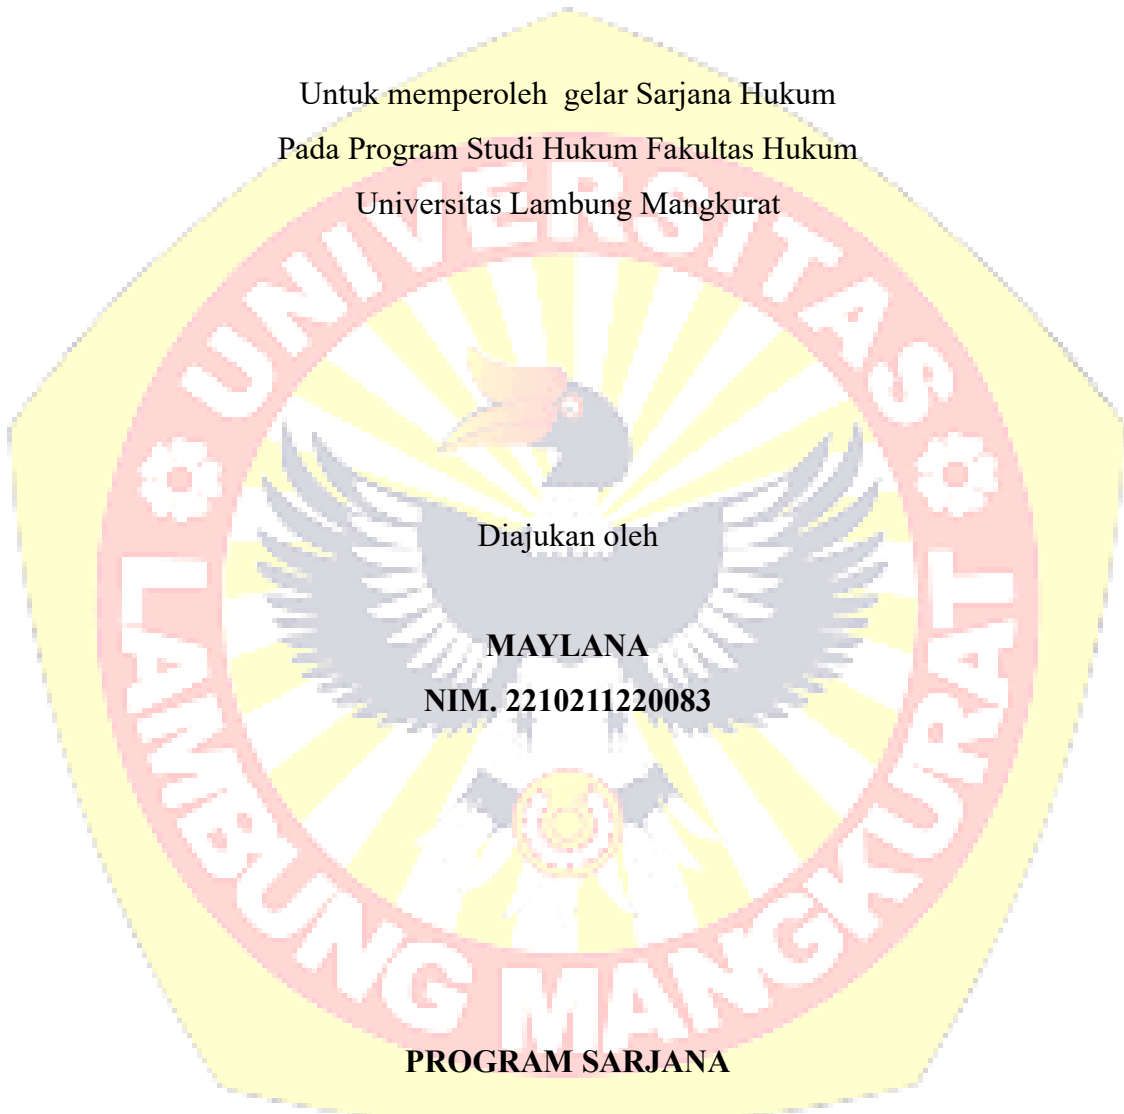 Untuk memperoleh gelar Sarjana Hukum
Pada Program Studi Hukum Fakultas Hukum
Universitas Lambung Mangkurat
UNIVERSITAS
Diajukan oleh
MAYLANA
NIM. 2210211220083
LAMBUNG MANGKURAT
PROGRAM SARJANA